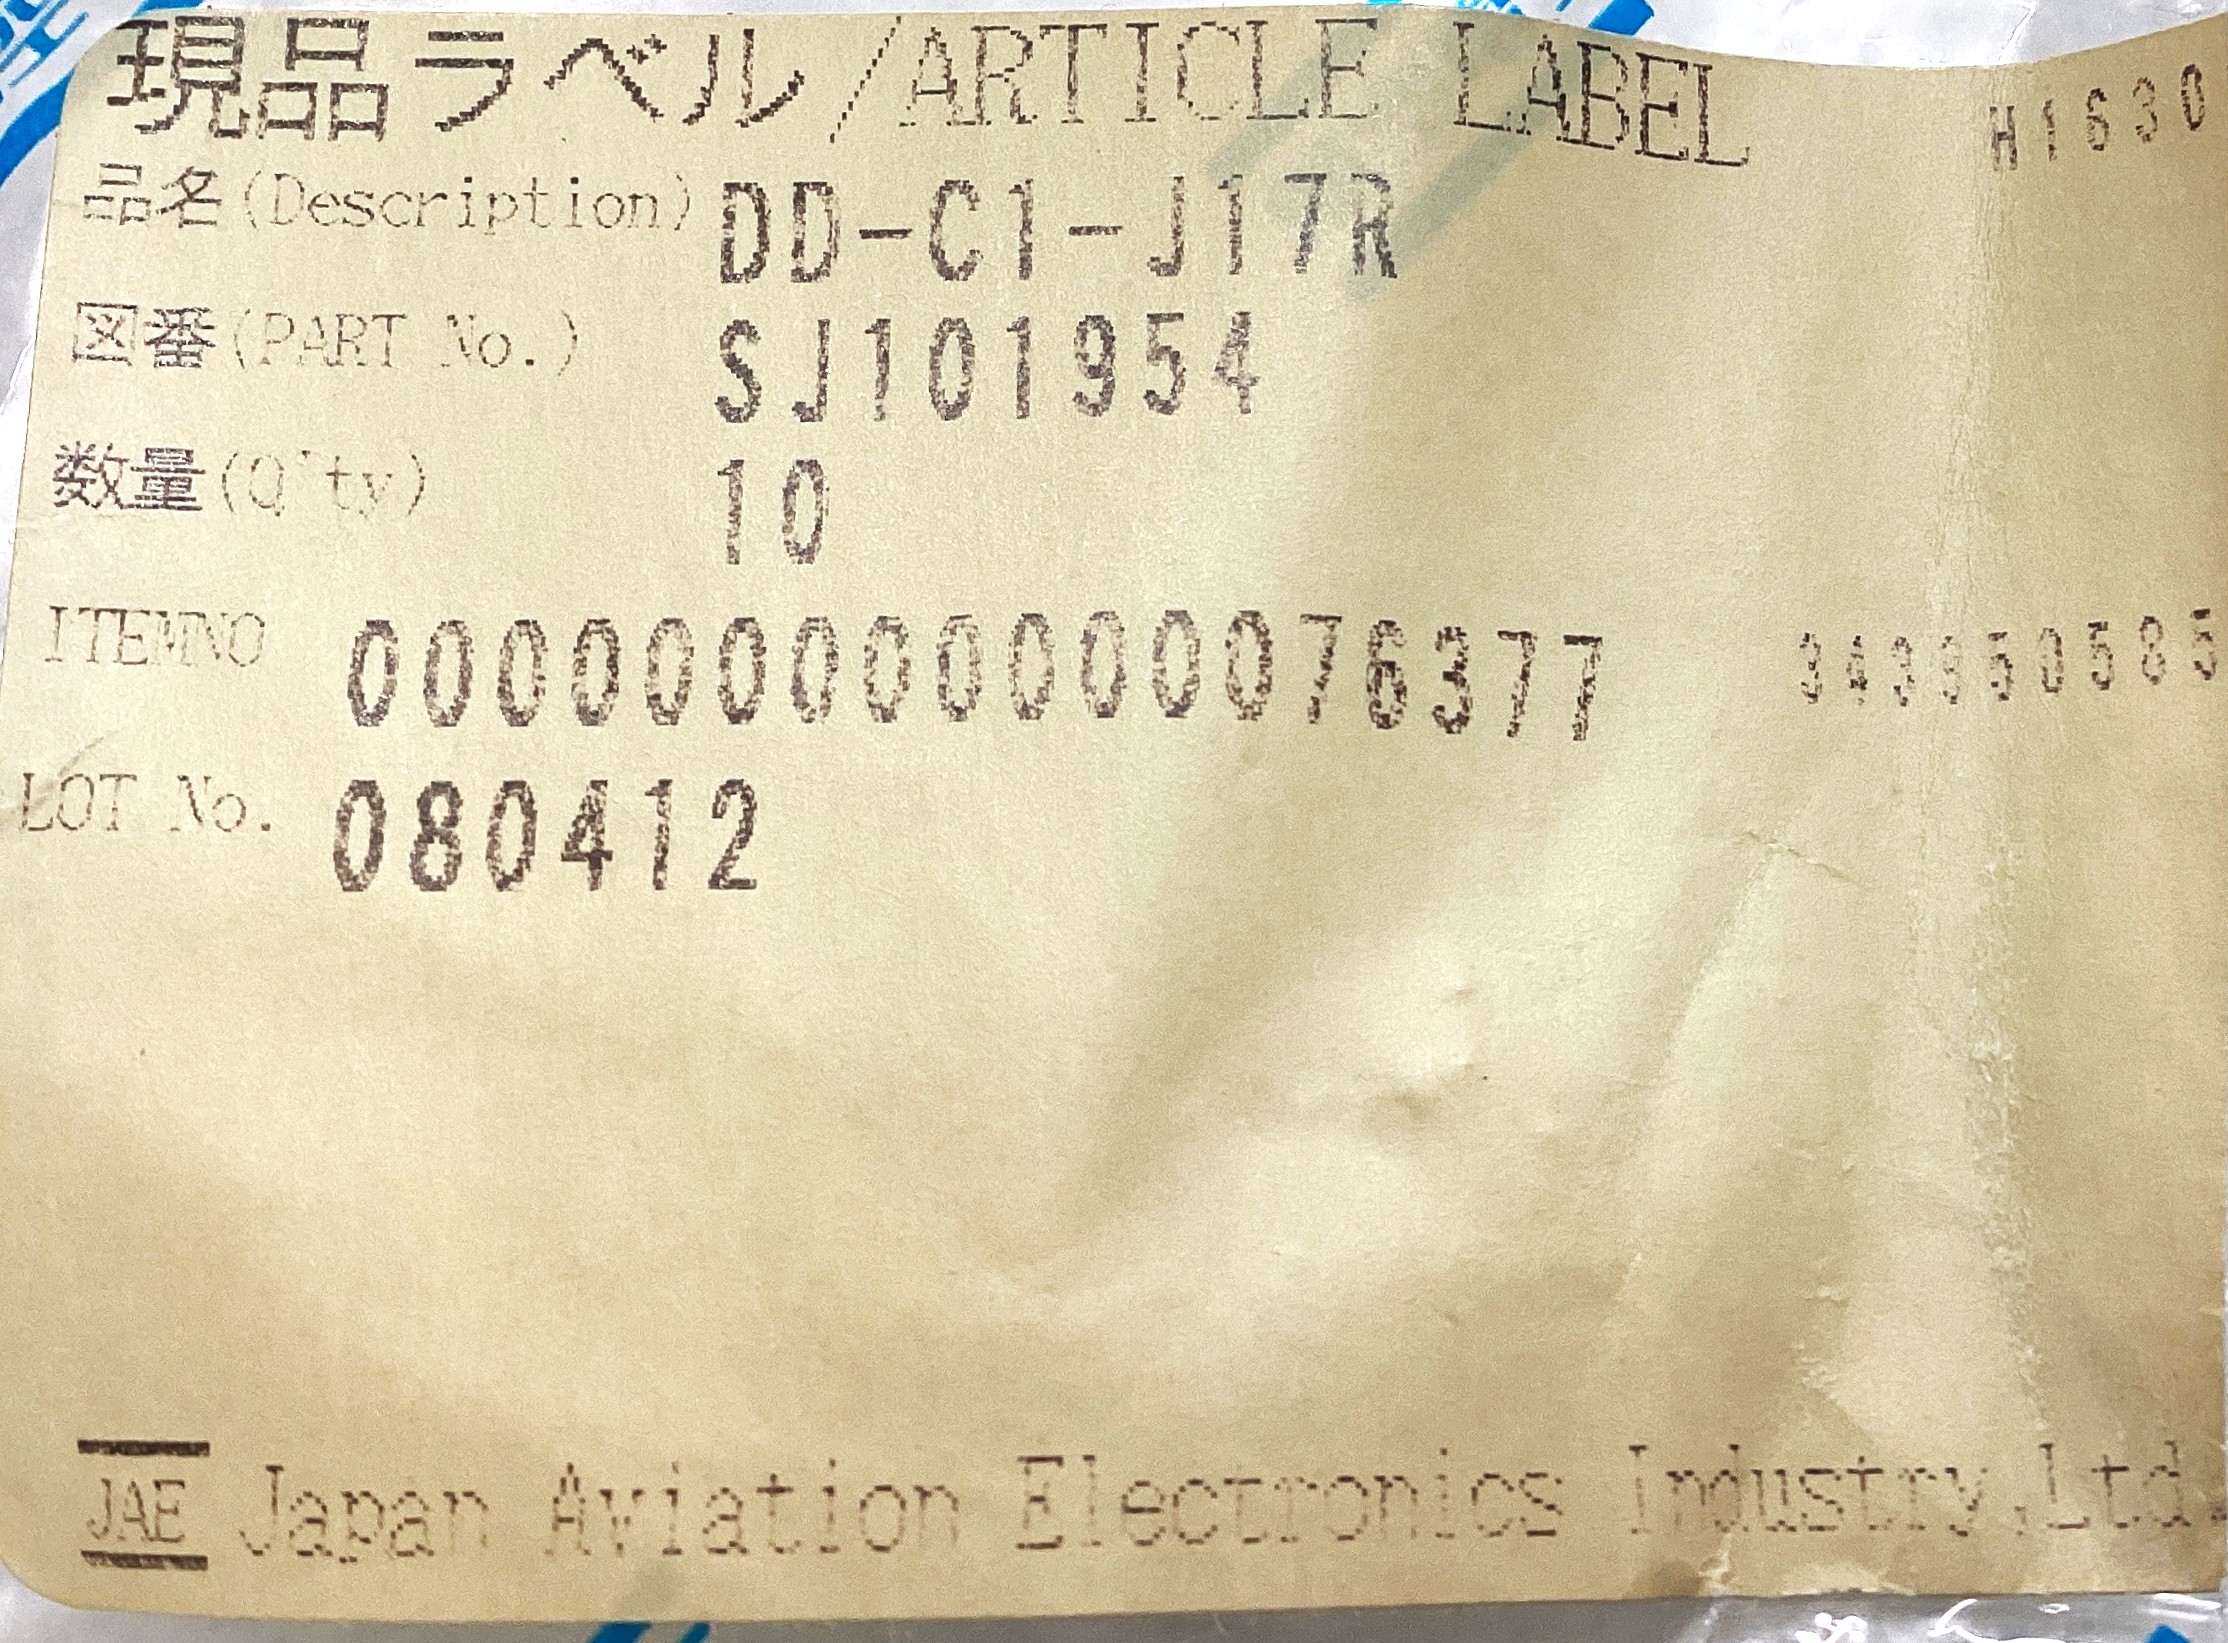 現品ラベル/ARTICLE LABEL H1630
品名(Description) DD-C1-J17R
図番(PART No.) SJ101954
数量(Q'ty) 10
ITEMNO 000000000000076377
LOT No. 080412
JAE Japan Aviation Electronics Industry,Ltd.